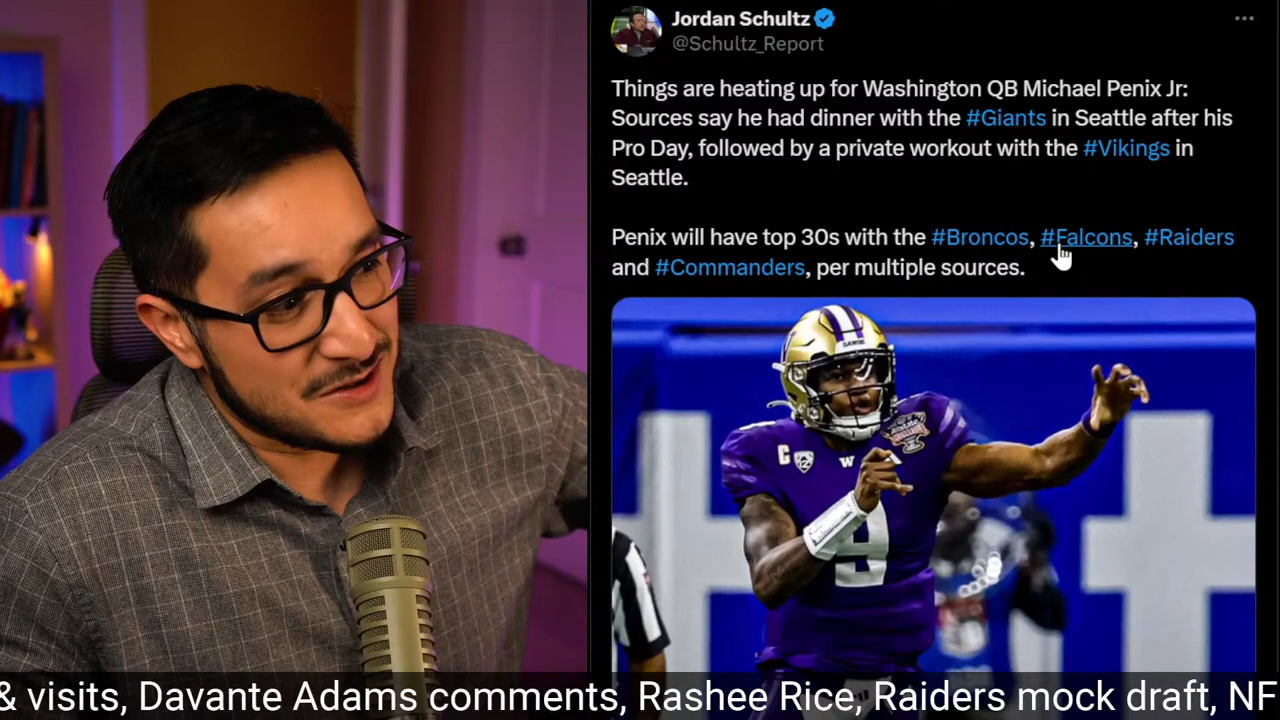 Jordan Schultz
@Schultz_Report
Things are heating up for Washington QB Michael Penix Jr:
Sources say he had dinner with the #Giants in Seattle after his
Pro Day, followed by a private workout with the #Vikings in
Seattle.
Penix will have top 30s with the #Broncos, #Falcons, #Raiders
and #Commanders, per multiple sources.
DAWGS
C
W
9
& visits, Davante Adams comments, Rashee Rice, Raiders mock draft, NF